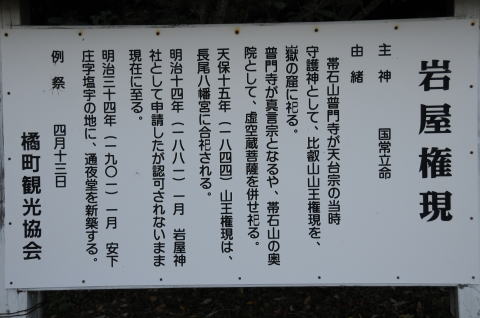 岩屋権現
主神　国常立命
由緒
帯石山普門寺が天台宗の当時
守護神として、比叡山山王権現を、
嶽の窟に祀る。
普門寺が真言宗となるや、帯石山の奥
院として、虚空蔵菩薩を併せ祀る。
天保十五年（一八四四）山王権現は、
長尾八幡宮に合祀される。
明治十四年（一八八一）一月　岩屋神
社として申請したが認可されないまま
現在に至る。
明治三十四年（一九〇一）一月　安下
庄字塩宇の地に、通夜堂を新築する。
例祭　四月十三日
橘町観光協会